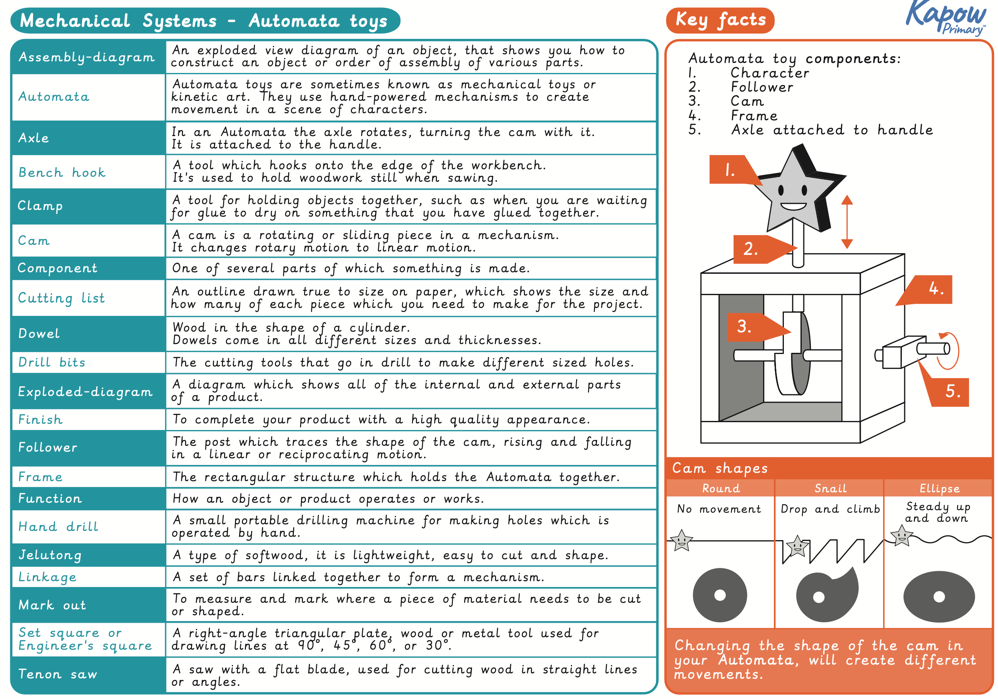 Mechanical Systems - Automata toys
Assembly-diagram
An exploded view diagram of an object, that shows you how to
construct an object or order of assembly of various parts.
Automata
Automata toys are sometimes known as mechanical toys or
kinetic art. They use hand-powered mechanisms to create
movement in a scene of characters.
Axle
In an Automata the axle rotates, turning the cam with it.
It is attached to the handle.
Bench hook
A tool which hooks onto the edge of the workbench.
It's used to hold woodwork still when sawing.
Clamp
A tool for holding objects together, such as when you are waiting
for glue to dry on something that you have glued together.
Cam
A cam is a rotating or sliding piece in a mechanism.
It changes rotary motion to linear motion.
Component
One of several parts of which something is made.
Cutting list
An outline drawn true to size on paper, which shows the size and
how many of each piece which you need to make for the project.
Dowel
Wood in the shape of a cylinder.
Dowels come in all different sizes and thicknesses.
Drill bits
The cutting tools that go in drill to make different sized holes.
Exploded-diagram
A diagram which shows all of the internal and external parts
of a product.
Finish
To complete your product with a high quality appearance.
Follower
The post which traces the shape of the cam, rising and falling
in a linear or reciprocating motion.
Frame
The rectangular structure which holds the Automata together.
Function
How an object or product operates or works.
Hand drill
A small portable drilling machine for making holes which is
operated by hand.
Jelutong
A type of softwood, it is lightweight, easy to cut and shape.
Linkage
A set of bars linked together to form a mechanism.
Mark out
To measure and mark where a piece of material needs to be cut
or shaped.
Set square or
Engineer's square
A right-angle triangular plate, wood or metal tool used for
drawing lines at 90°, 45°, 60°, or 30°.
Tenon saw
A saw with a flat blade, used for cutting wood in straight lines
or angles.
Key facts
Kapow
Primary™
Automata toy components:
1. Character
2. Follower
3. Cam
4. Frame
5. Axle attached to handle
1.
2.
3.
4.
5.
Cam shapes
Round
Snail
Ellipse
No movement
Drop and climb
Steady up
and down
Changing the shape of the cam in
your Automata, will create different
movements.